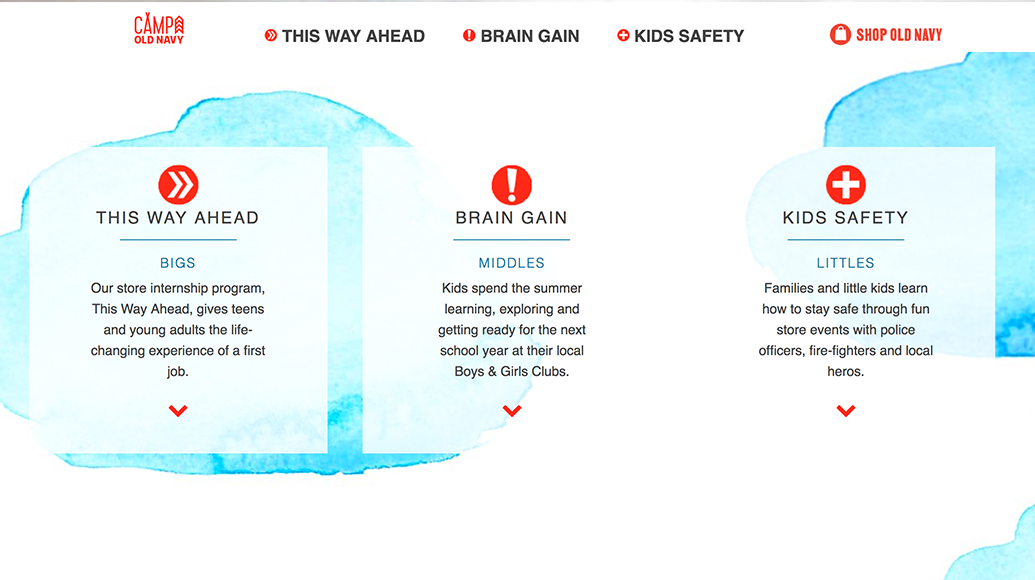 CAMP
OLD NAVY
THIS WAY AHEAD
BRAIN GAIN
KIDS SAFETY
SHOP OLD NAVY
THIS WAY AHEAD
BIGS
Our store internship program,
This Way Ahead, gives teens
and young adults the life-
changing experience of a first
job.
BRAIN GAIN
MIDDLES
Kids spend the summer
learning, exploring and
getting ready for the next
school year at their local
Boys & Girls Clubs.
KIDS SAFETY
LITTLES
Families and little kids learn
how to stay safe through fun
store events with police
officers, fire-fighters and local
heros.